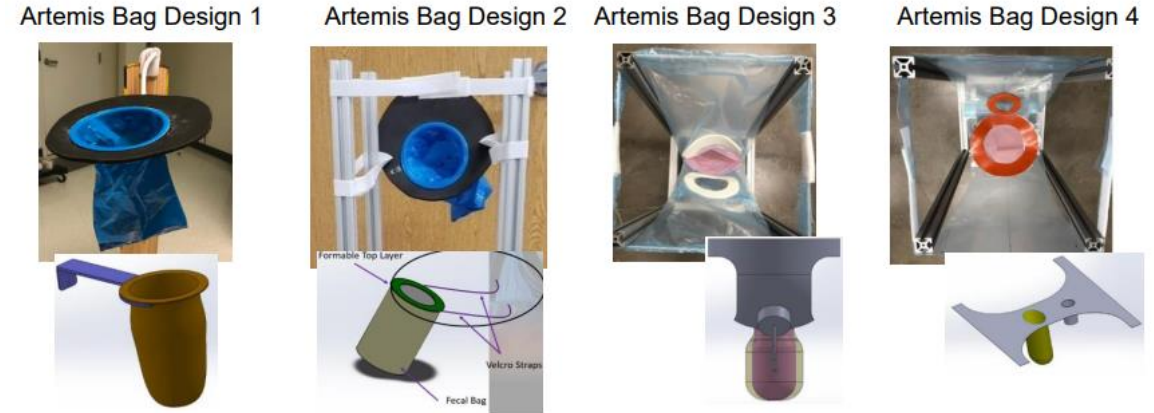 Artemis Bag Design 1
Artemis Bag Design 2
Artemis Bag Design 3
Artemis Bag Design 4
Formable Top Layer
Velcro Straps
Fecal Bag